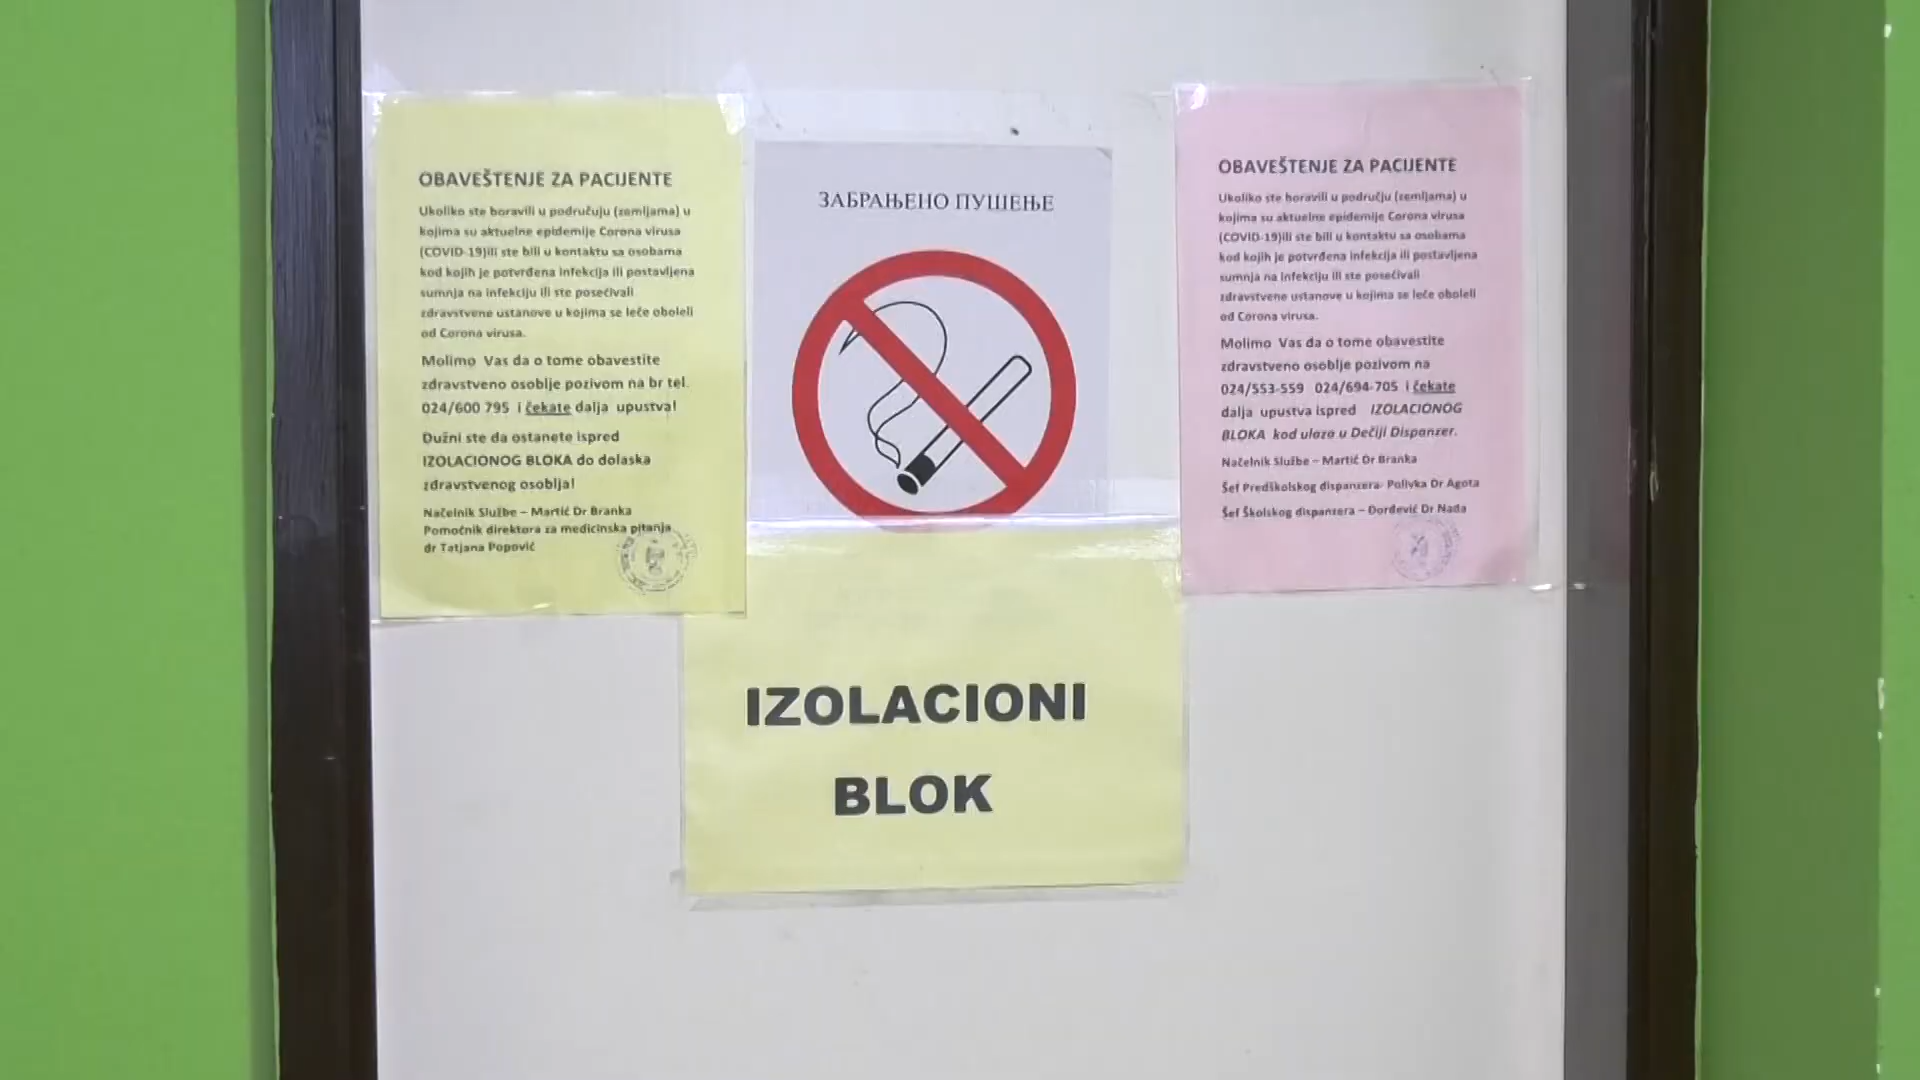 OBAVEŠTENJE ZA PACIJENTE
Ukoliko ste boravili u područuju (zemljama) u
kojima su aktuelne epidemije Corona virusa
(COVID-19)ili ste bili u kontaktu sa osobama
kod kojih je potvrđena infekcija ili postavljena
sumnja na infekciju ili ste posećivali
zdravstvene ustanove u kojima se leče oboleli
od Corona virusa.
Molimo Vas da o tome obavestite
zdravstveno osoblje pozivom na br tel.
024/600 795 i čekate dalja upustva!
Dužni ste da ostanete ispred
IZOLACIONOG BLOKA do dolaska
zdravstvenog osoblja!
Načelnik Službe – Martić Dr Branka
Pomoćnik direktora za medicinska pitanja
dr Tatjana Popović
ЗАБРАЊЕНО ПУШЕЊЕ
OBAVEŠTENJE ZA PACIJENTE
Ukoliko ste boravili u području (zemljama) u
kojima su aktuelne epidemije Corona virusa
(COVID-19)ili ste bili u kontaktu sa osobama
kod kojih je potvrđena infekcija ili postavljena
sumnja na infekciju ili ste posećivali
zdravstvene ustanove u kojima se leče oboleli
od Corona virusa.
Molimo Vas da o tome obavestite
zdravstveno osoblje pozivom na
024/553-559 024/694-705 i čekate
dalja upustva ispred IZOLACIONOG
BLOKA kod ulaza u Dečiji Dispanzer.
Načelnik Službe – Martić Dr Branka
Šef Predškolskog dispanzera- Polivka Dr Agota
Šef Školskog dispanzera – Đorđević Dr Nada
IZOLACIONI
BLOK